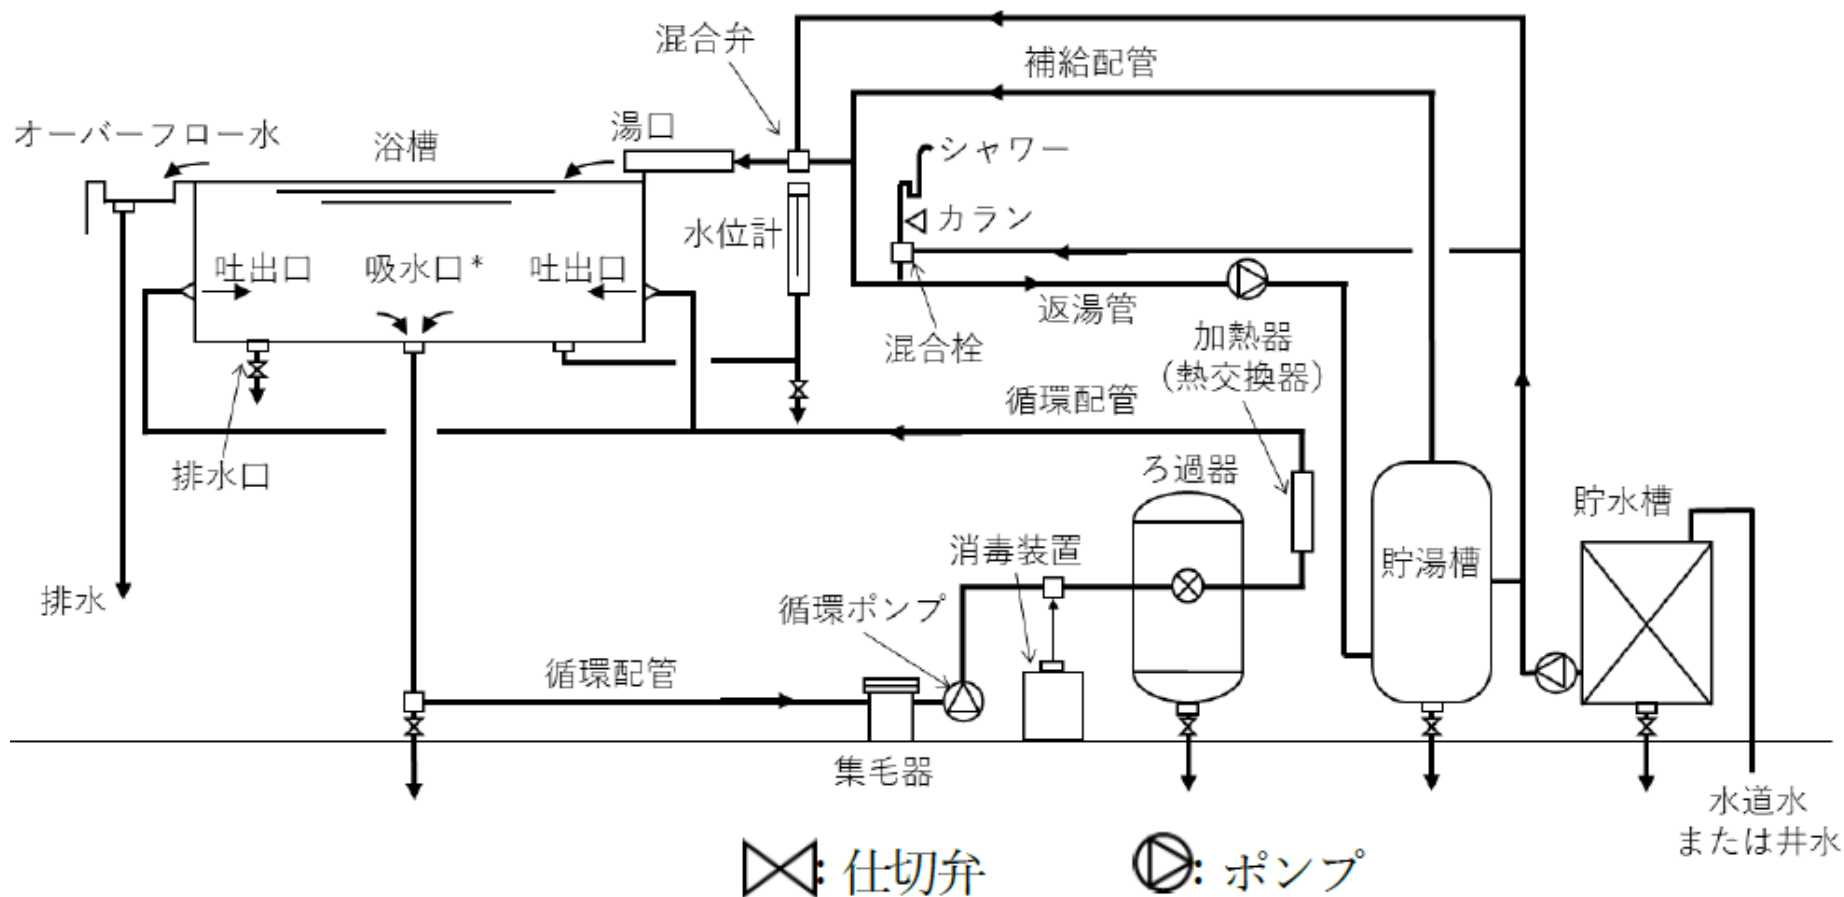 混合弁
補給配管
オーバーフロー水
浴槽
湯口
シャワー
水位計
カラン
吐出口
吸水口*
吐出口
返湯管
混合栓
加熱器
（熱交換器）
循環配管
排水口
ろ過器
貯水槽
消毒装置
貯湯槽
排水
循環ポンプ
循環配管
集毛器
水道水
または井水
：仕切弁
：ポンプ